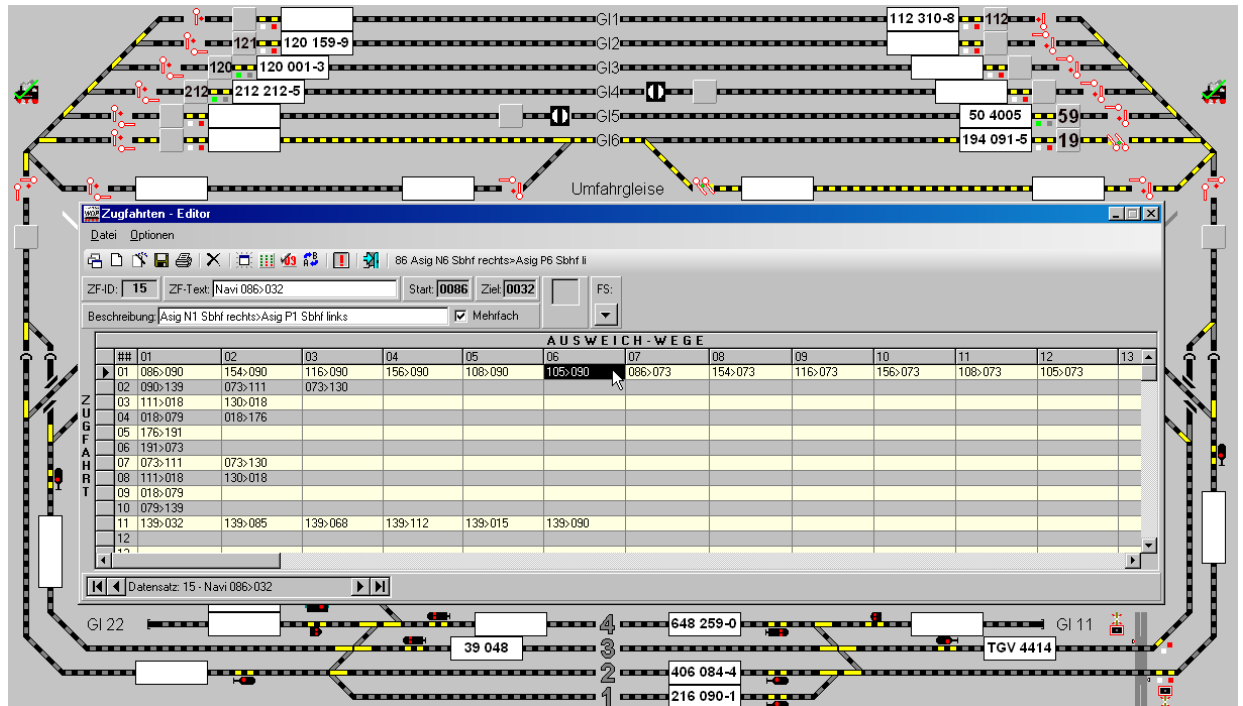 Gl1 112 310-8 112
121 120 159-9 Gl2
120 120 001-3 Gl3
212 212 212-5 Gl4
Gl5 50 4005 59
Gl6 194 091-5 19
Umfahrgleise
Zugfahrten - Editor
Datei Optionen
86 Asig N6 Sbhf rechts>Asig P6 Sbhf li
ZF-ID: 15 ZF-Text: Navi 086>032 Start: 0086 Ziel: 0032 FS:
Beschreibung: Asig N1 Sbhf rechts>Asig P1 Sbhf links Mehrfach
AUSWEICH-WEGE
## 01 02 03 04 05 06 07 08 09 10 11 12 13
01 086>090 154>090 116>090 156>090 108>090 105>090 086>073 154>073 116>073 156>073 108>073 105>073
02 090>139 073>111 073>130
03 111>018 130>018
04 018>079 018>176
05 176>191
06 191>073
07 073>111 073>130
08 111>018 130>018
09 018>079
10 079>139
11 139>032 139>085 139>068 139>112 139>015 139>090
12
ZUGFAHRT
Datensatz: 15 - Navi 086>032
Gl 22 4 648 259-0 Gl 11
39 048 3 TGV 4414
2 406 084-4
1 216 090-1